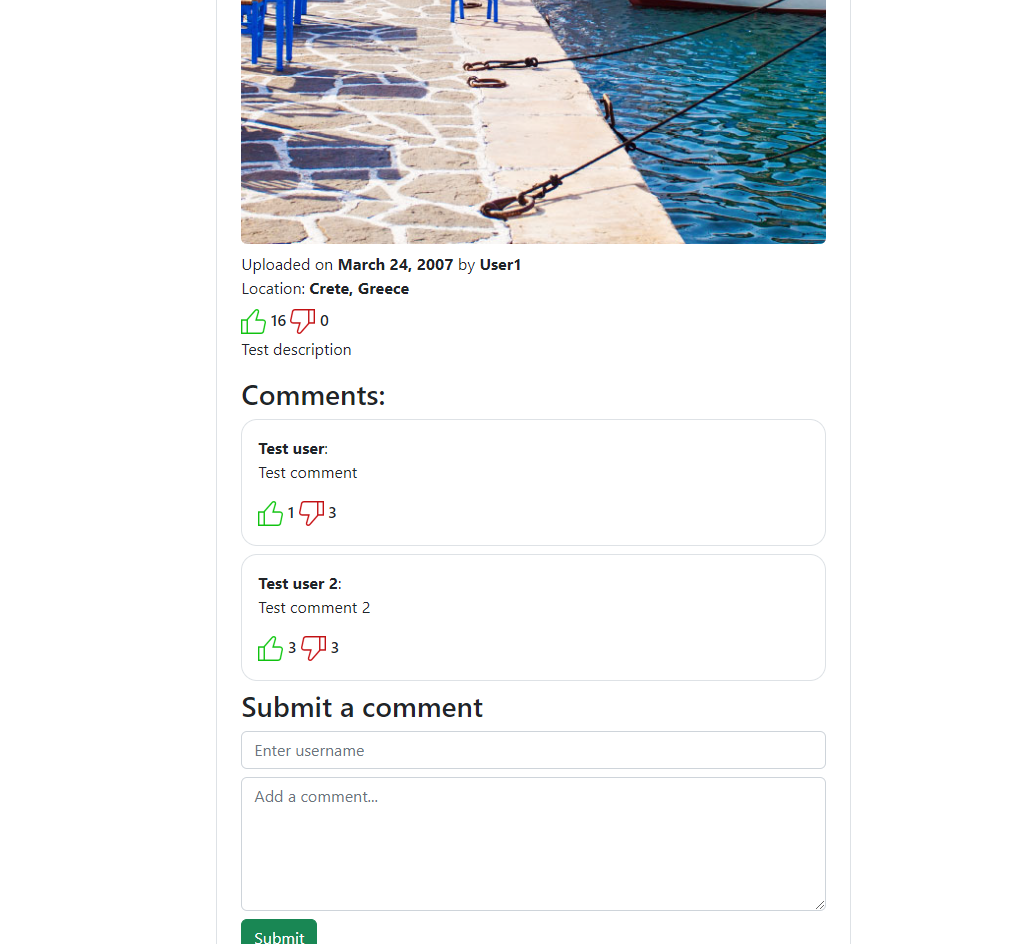 Uploaded on March 24, 2007 by User1
Location: Crete, Greece
16 0
Test description
Comments:
Test user:
Test comment
1 3
Test user 2:
Test comment 2
3 3
Submit a comment
Enter username
Add a comment...
Submit